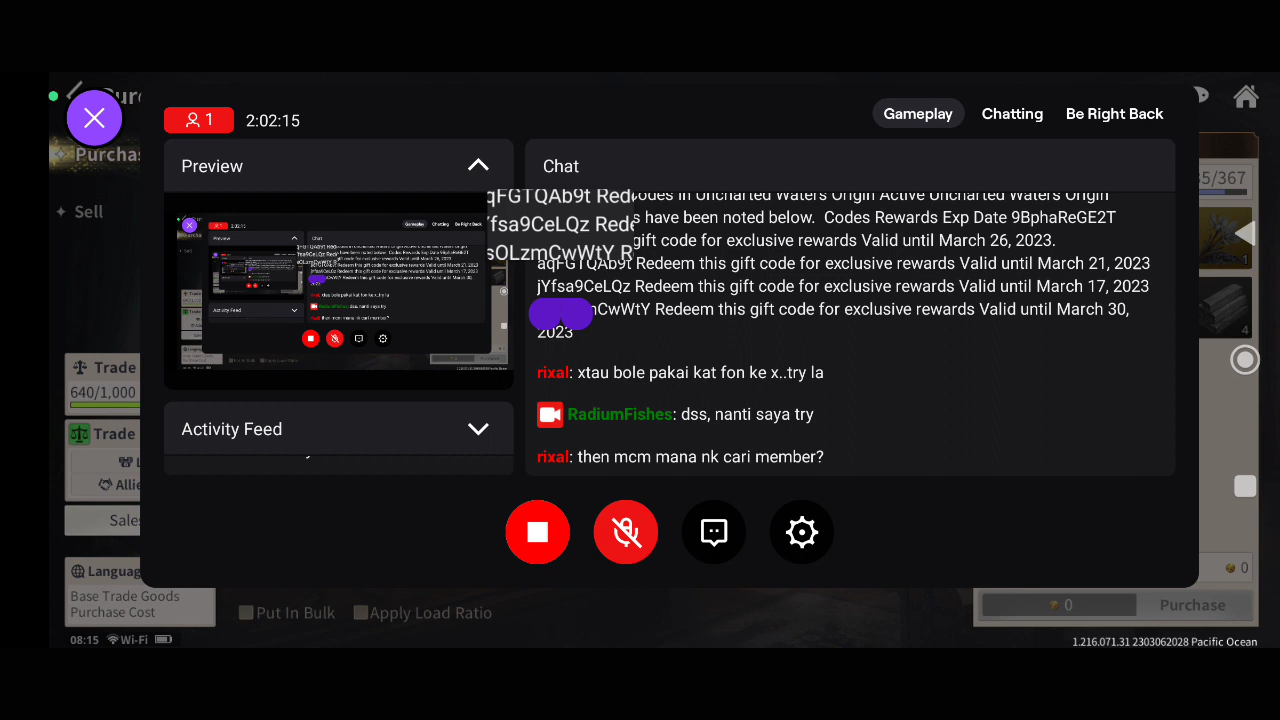 Purchas
Sell
1
2:02:15
Gameplay
Chatting
Be Right Back
Preview
Chat
qFGTQAb9t Red
Yfsa9CeLQz Rede
sOLzmCwWtY R
odes in Uncharted Waters Origin Active Uncharted Waters Origin
s have been noted below. Codes Rewards Exp Date 9BphaReGE2T
gift code for exclusive rewards Valid until March 26, 2023.
aqFGTQAb9t Redeem this gift code for exclusive rewards Valid until March 21, 2023
jYfsa9CeLQz Redeem this gift code for exclusive rewards Valid until March 17, 2023
nCwWtY Redeem this gift code for exclusive rewards Valid until March 30,
2023
rixal: xtau bole pakai kat fon ke x..try la
RadiumFishes: dss, nanti saya try
rixal: then mcm mana nk cari member?
Activity Feed
35/367
1
4
Trade
640/1,000
Trade
Allie
Sales
Languag
Base Trade Goods
Purchase Cost
Put In Bulk
Apply Load Ratio
0
0
Purchase
08:15 Wi-Fi
1.216.071.31 2303062028 Pacific Ocean